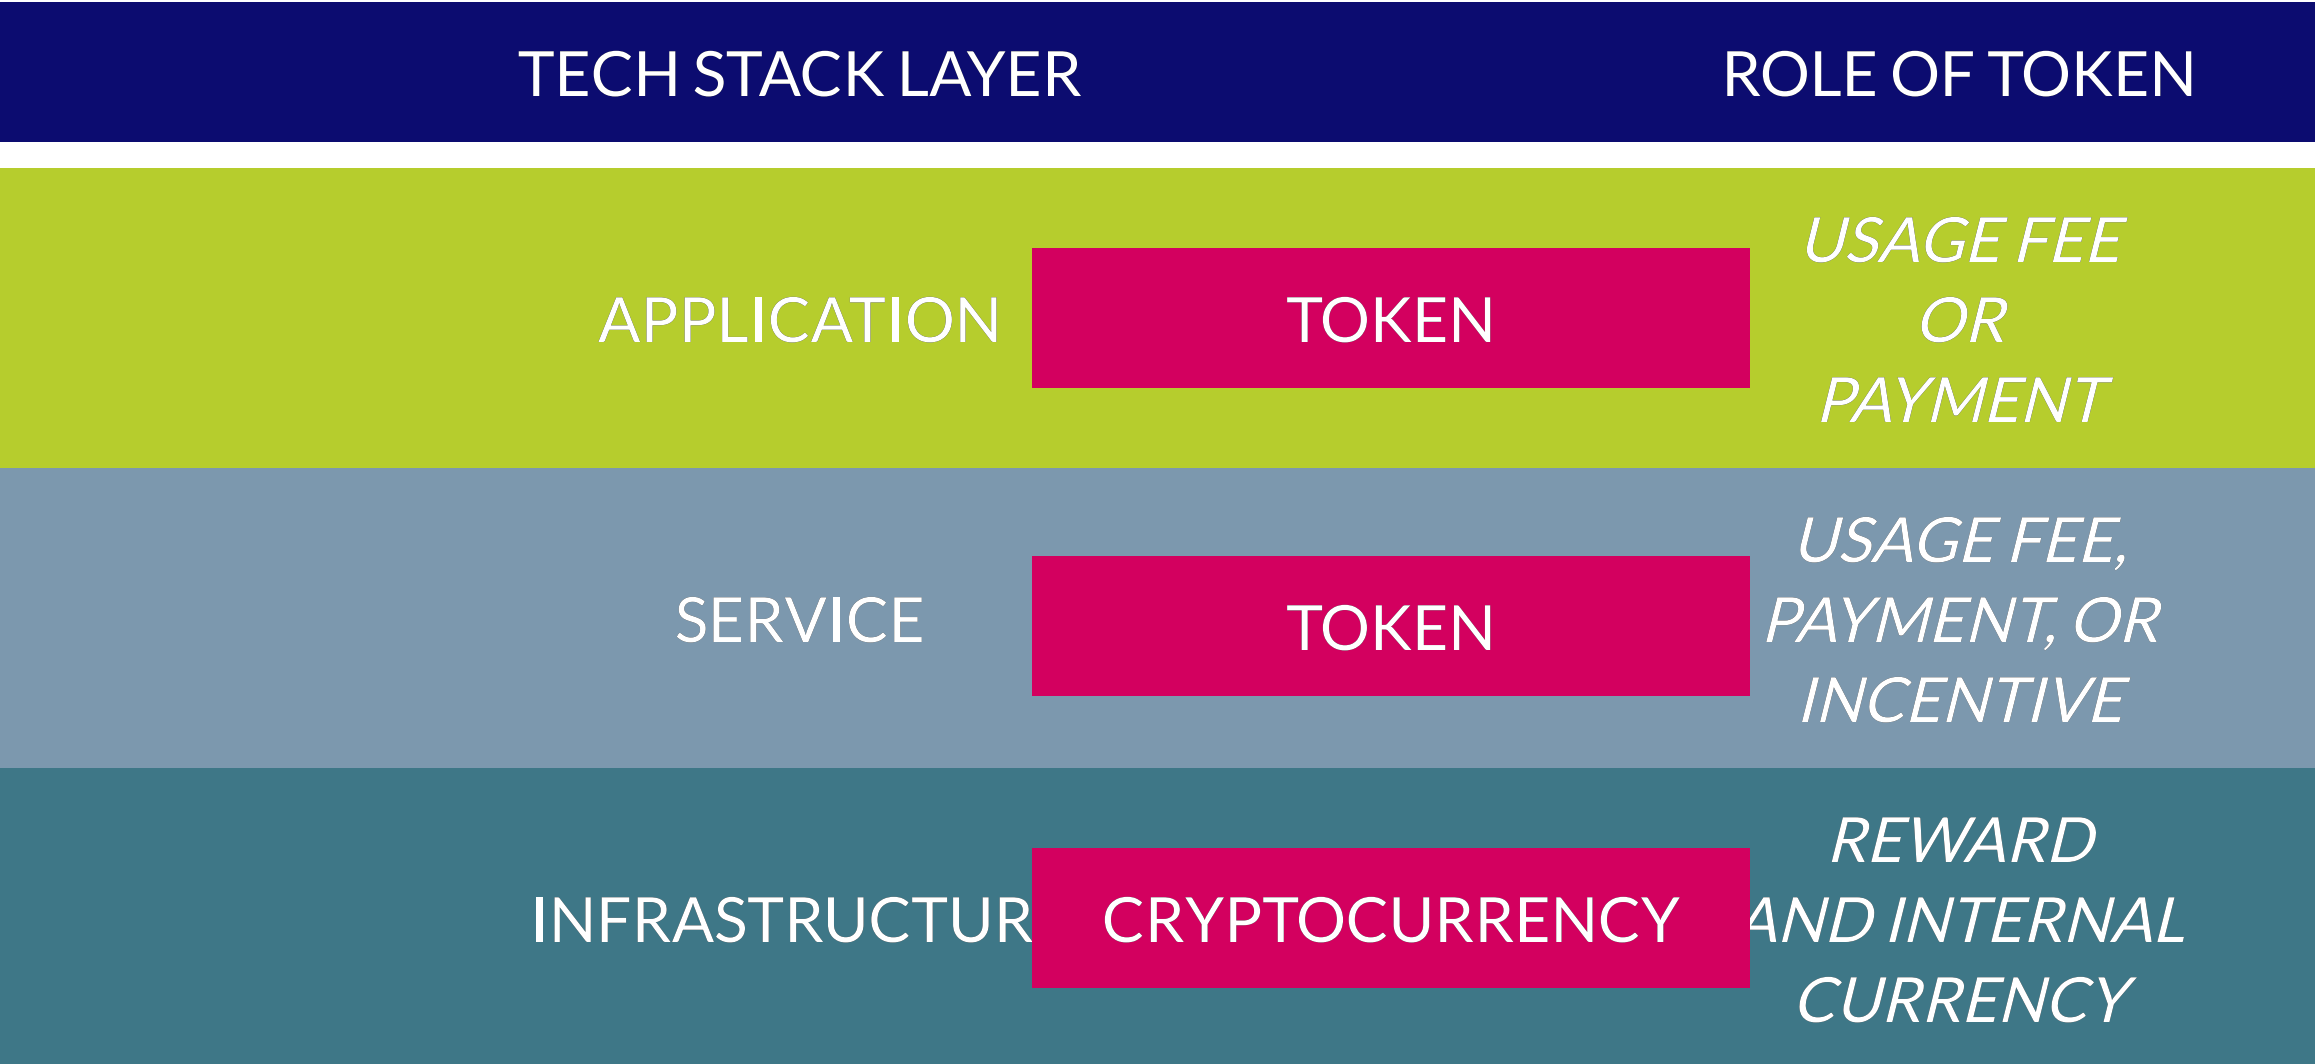 TECH STACK LAYER ROLE OF TOKEN
APPLICATION TOKEN USAGE FEE
OR
PAYMENT
SERVICE TOKEN USAGE FEE,
PAYMENT, OR
INCENTIVE
INFRASTRUCTUR CRYPTOCURRENCY REWARD
AND INTERNAL
CURRENCY